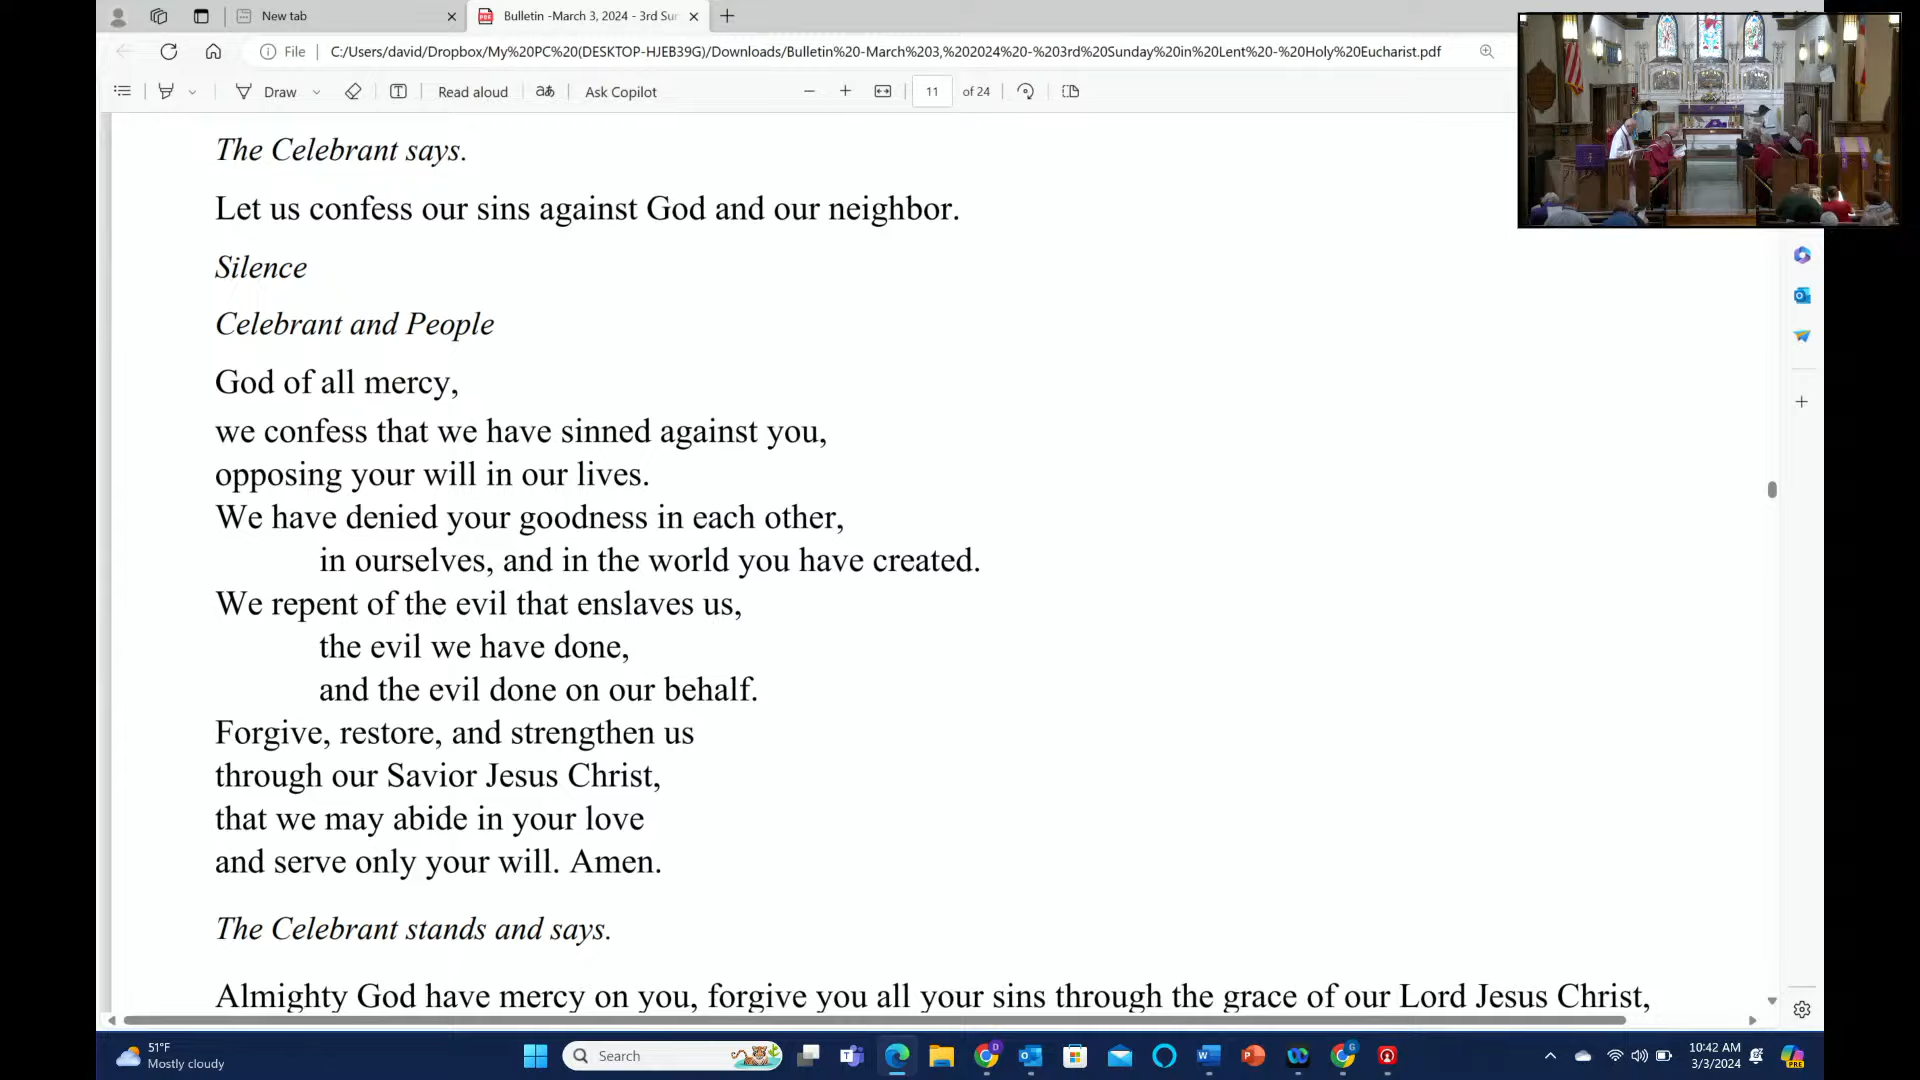 New tab
Bulletin -March 3, 2024 - 3rd Sun
File
C:/Users/david/Dropbox/My%20PC%20(DESKTOP-HJEB39G)/Downloads/Bulletin%20-March%203,%202024%20-%203rd%20Sunday%20in%20Lent%20-%20Holy%20Eucharist.pdf
Draw
Read aloud
Ask Copilot
11
of 24
The Celebrant says.
Let us confess our sins against God and our neighbor.
Silence
Celebrant and People
God of all mercy,
we confess that we have sinned against you,
opposing your will in our lives.
We have denied your goodness in each other,
in ourselves, and in the world you have created.
We repent of the evil that enslaves us,
the evil we have done,
and the evil done on our behalf.
Forgive, restore, and strengthen us
through our Savior Jesus Christ,
that we may abide in your love
and serve only your will. Amen.
The Celebrant stands and says.
Almighty God have mercy on you, forgive you all your sins through the grace of our Lord Jesus Christ,
51°F
Mostly cloudy
Search
10:42 AM
3/3/2024